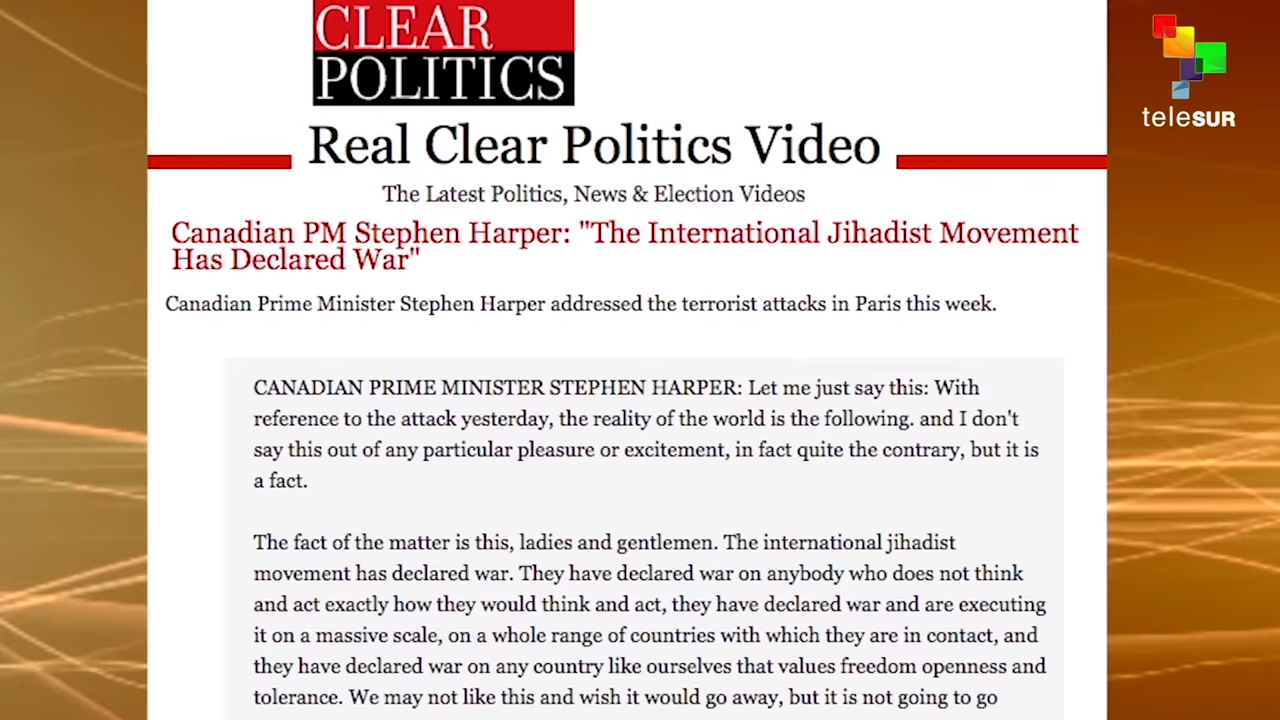 CLEAR
POLITICS
teleSUR
Real Clear Politics Video
The Latest Politics, News & Election Videos
Canadian PM Stephen Harper: "The International Jihadist Movement
Has Declared War"
Canadian Prime Minister Stephen Harper addressed the terrorist attacks in Paris this week.
CANADIAN PRIME MINISTER STEPHEN HARPER: Let me just say this: With
reference to the attack yesterday, the reality of the world is the following. and I don't
say this out of any particular pleasure or excitement, in fact quite the contrary, but it is
a fact.
The fact of the matter is this, ladies and gentlemen. The international jihadist
movement has declared war. They have declared war on anybody who does not think
and act exactly how they would think and act, they have declared war and are executing
it on a massive scale, on a whole range of countries with which they are in contact, and
they have declared war on any country like ourselves that values freedom openness and
tolerance. We may not like this and wish it would go away, but it is not going to go